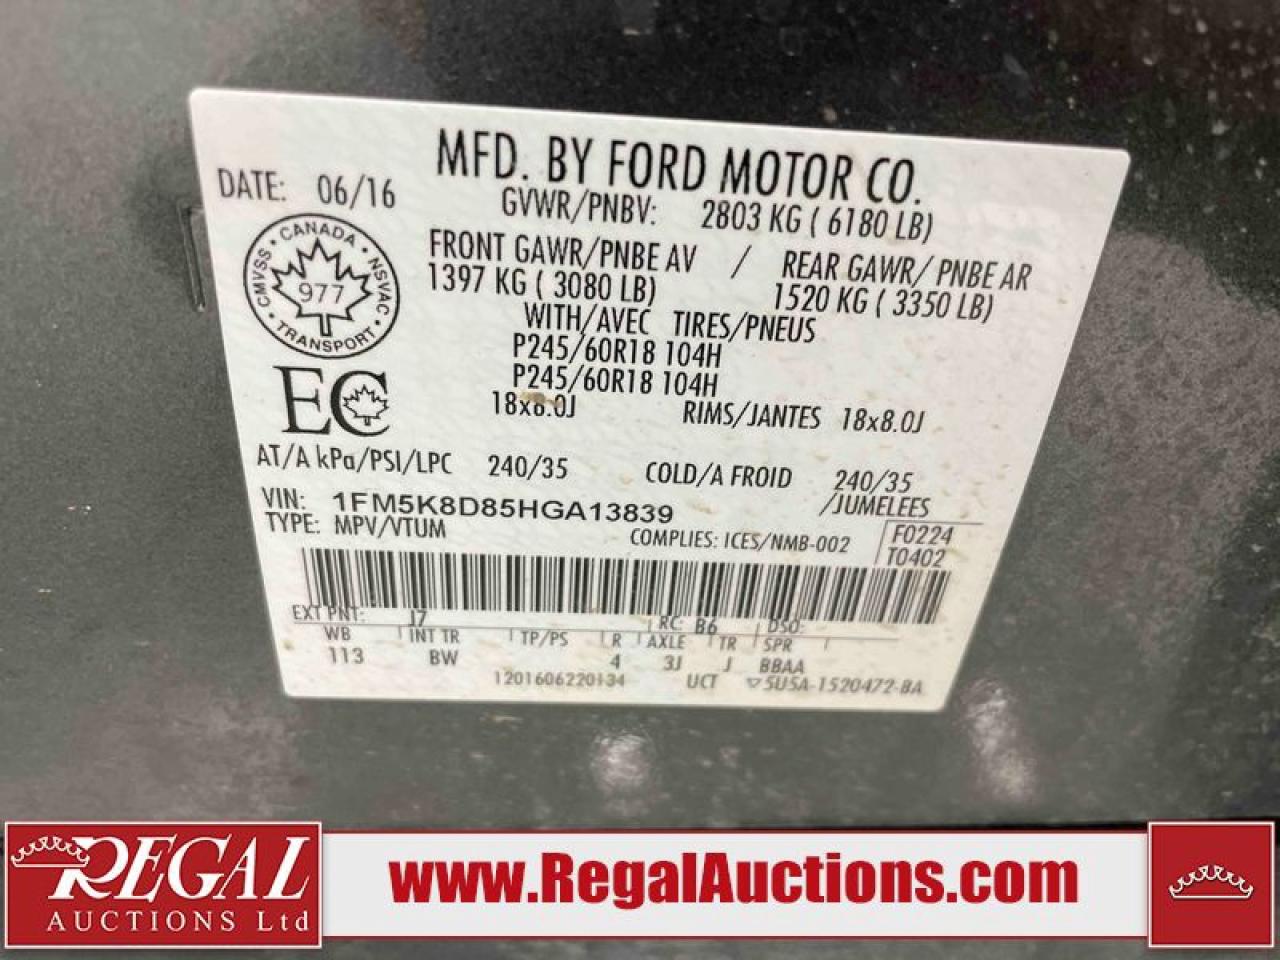 MFD. BY FORD MOTOR CO.
DATE: 06/16
GVWR/PNBV: 2803 KG ( 6180 LB)
FRONT GAWR/PNBE AV / REAR GAWR/ PNBE AR
1397 KG ( 3080 LB) 1520 KG ( 3350 LB)
WITH/AVEC TIRES/PNEUS
P245/60R18 104H
P245/60R18 104H
18x8.0J RIMS/JANTES 18x8.0J
CANADA
CMVSS 977 NSVAC
TRANSPORT
EC
AT/A kPa/PSI/LPC 240/35 COLD/A FROID 240/35
VIN: 1FM5K8D85HGA13839 /JUMELEES
TYPE: MPV/VTUM COMPLIES: ICES/NMB-002 F0224
T0402
EXT PNT: J7 RC: B6 DSO:
WB INT TR TP/PS R AXLE TR SPR
113 BW 4 3J J BBAA
1201606220134 UCT 5U5A-1520472-BA
REGAL
AUCTIONS Ltd
www.RegalAuctions.com